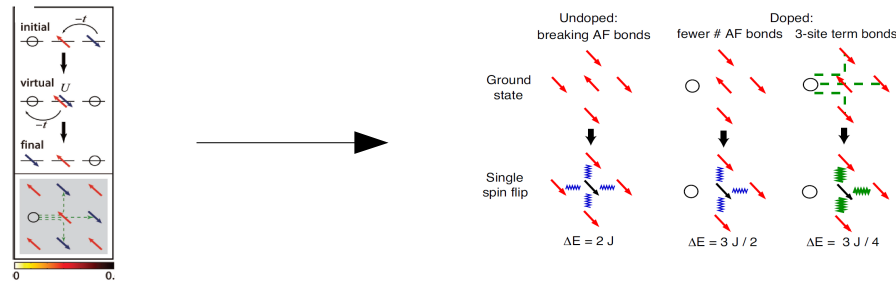 initial
−t
virtual
U
−t
final
0
0.
Undoped:
breaking AF bonds
Doped:
fewer # AF bonds
3-site term bonds
Ground
state
Single
spin flip
ΔE = 2 J
ΔE = 3 J / 2
ΔE = 3 J / 4